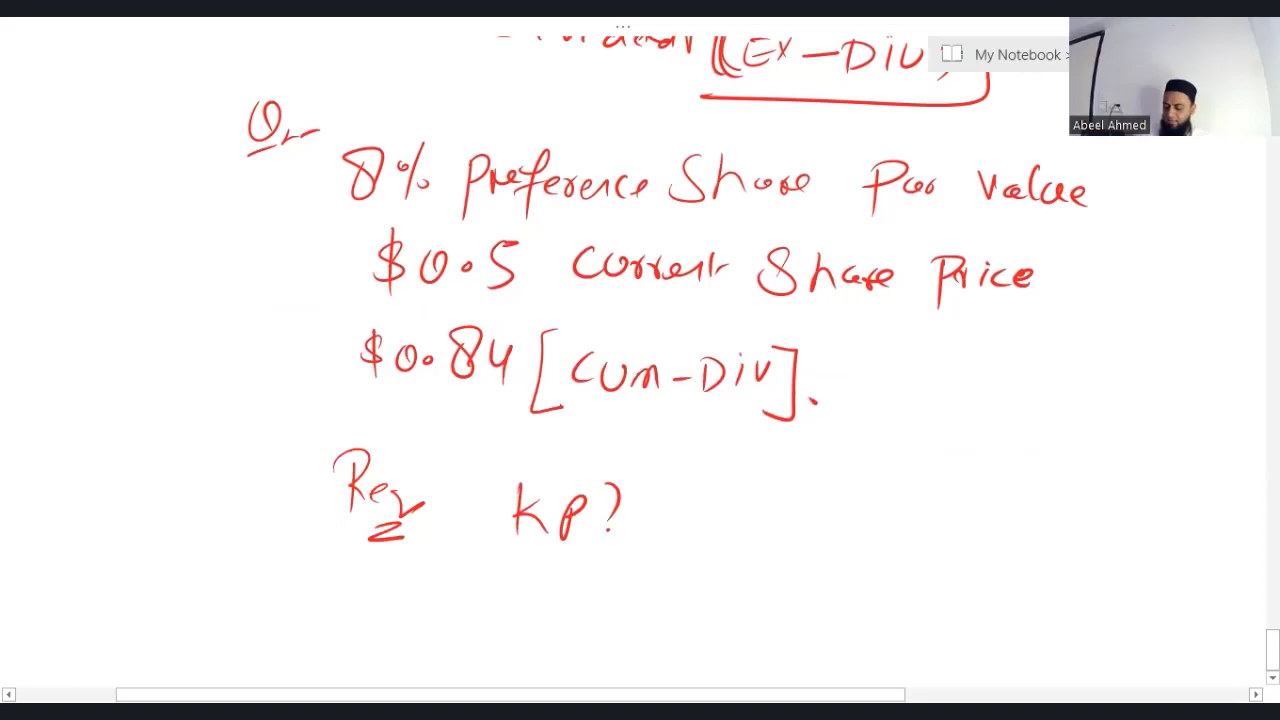 (Ex-Div)
My Notebook >
Abeel Ahmed
Q
8% Preference Share Par value
$0.5 Current Share Price
$0.84 [Cum-Div].
Req KP?